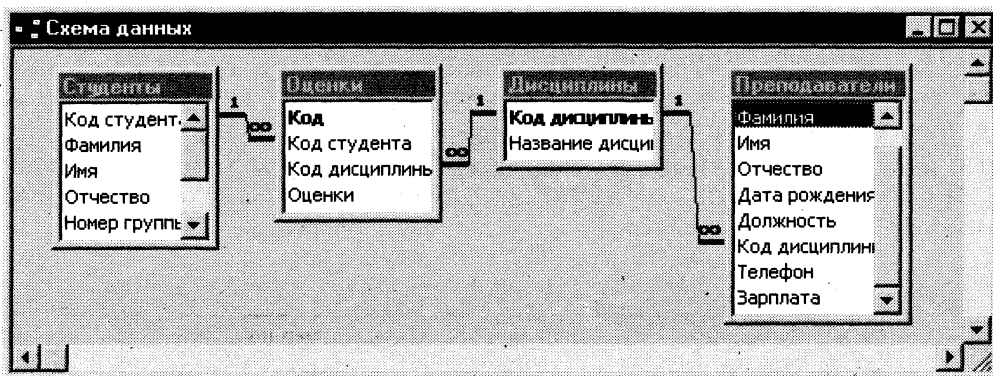 Схема данных
Студенты
Код студент
Фамилия
Имя
Отчество
Номер группы
1
∞
Оценки
Код
Код студента
Код дисциплинь
Оценки
∞
1
Дисциплины
Код дисциплинь
Название дисци
1
∞
Преподаватели
Фамилия
Имя
Отчество
Дата рождения
Должность
Код дисциплин
Телефон
Зарплата